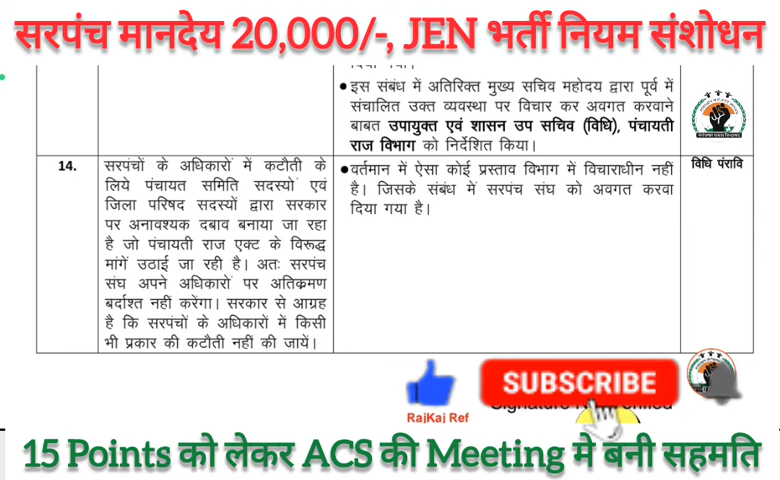 सरपंच मानदेय 20,000/-, JEN भर्ती नियम संशोधन
इस संबंध में अतिरिक्त मुख्य सचिव महोदय द्वारा पूर्व में
संचालित उक्त व्यवस्था पर विचार कर अवगत करवाने
बाबत उपायुक्त एवं शासन उप सचिव (विधि), पंचायती
राज विभाग को निर्देशित किया।
14.
सरपंचों के अधिकारों में कटौती के
लिये पंचायत समिति सदस्यो एवं
जिला परिषद सदस्यों द्वारा सरकार
पर अनावश्यक दबाव बनाया जा रहा
है जो पंचायती राज एक्ट के विरूद्ध
मांगें उठाई जा रही है। अतः सरपंच
संघ अपने अधिकारों पर अतिक्रमण
बर्दाश्त नहीं करेंगा। सरकार से आग्रह
है कि सरपंचों के अधिकारों में किसी
भी प्रकार की कटौती नहीं की जायें।
वर्तमान में ऐसा कोई प्रस्ताव विभाग में विचाराधीन नहीं
है। जिसके संबंध में सरपंच संघ को अवगत करवा
दिया गया है।
विधि पंरावि
SUBSCRIBE
RajKaj Ref
15 Points को लेकर ACS की Meeting मे बनी सहमति